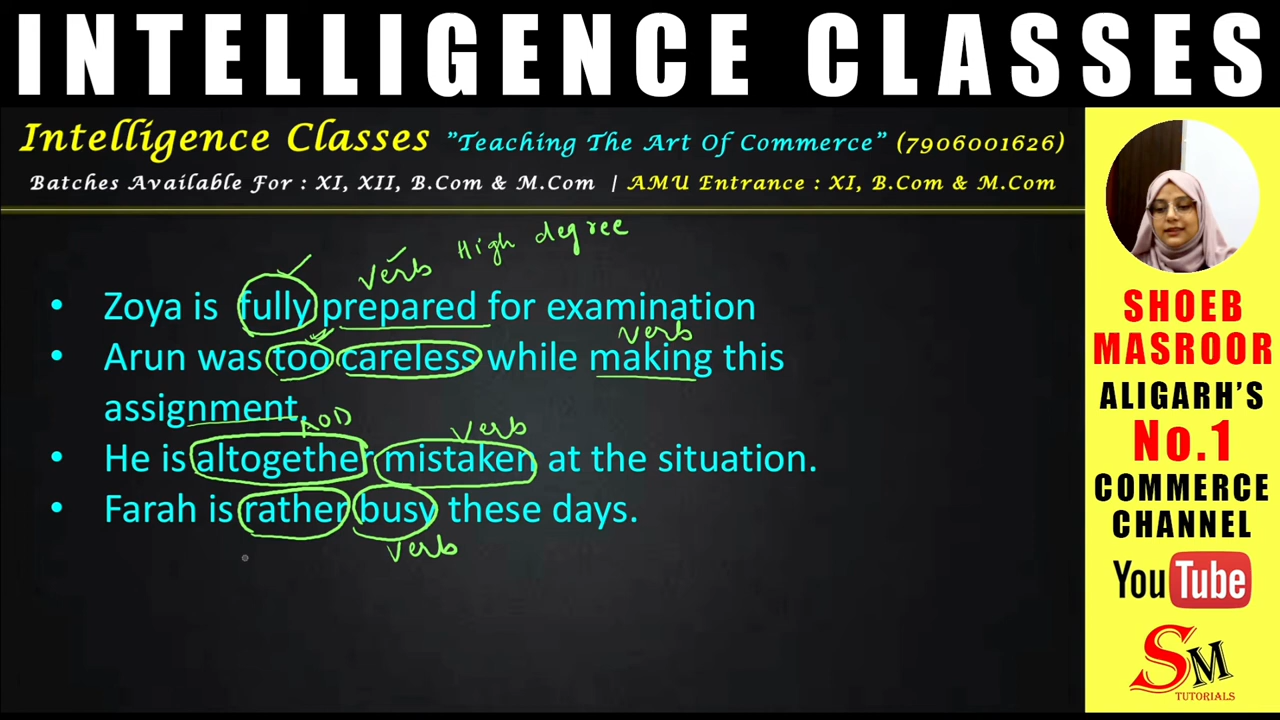 INTELLIGENCE CLASSES
Intelligence Classes "Teaching The Art Of Commerce" (7906001626)
Batches Available For : XI, XII, B.Com & M.Com | AMU Entrance : XI, B.Com & M.Com
verb High degree
• Zoya is fully prepared for examination
verb
• Arun was too careless while making this
assignment.
AOD verb
• He is altogether mistaken at the situation.
• Farah is rather busy these days.
verb
SHOEB
MASROOR
ALIGARH'S
No.1
COMMERCE
CHANNEL
YouTube
SM
TUTORIALS